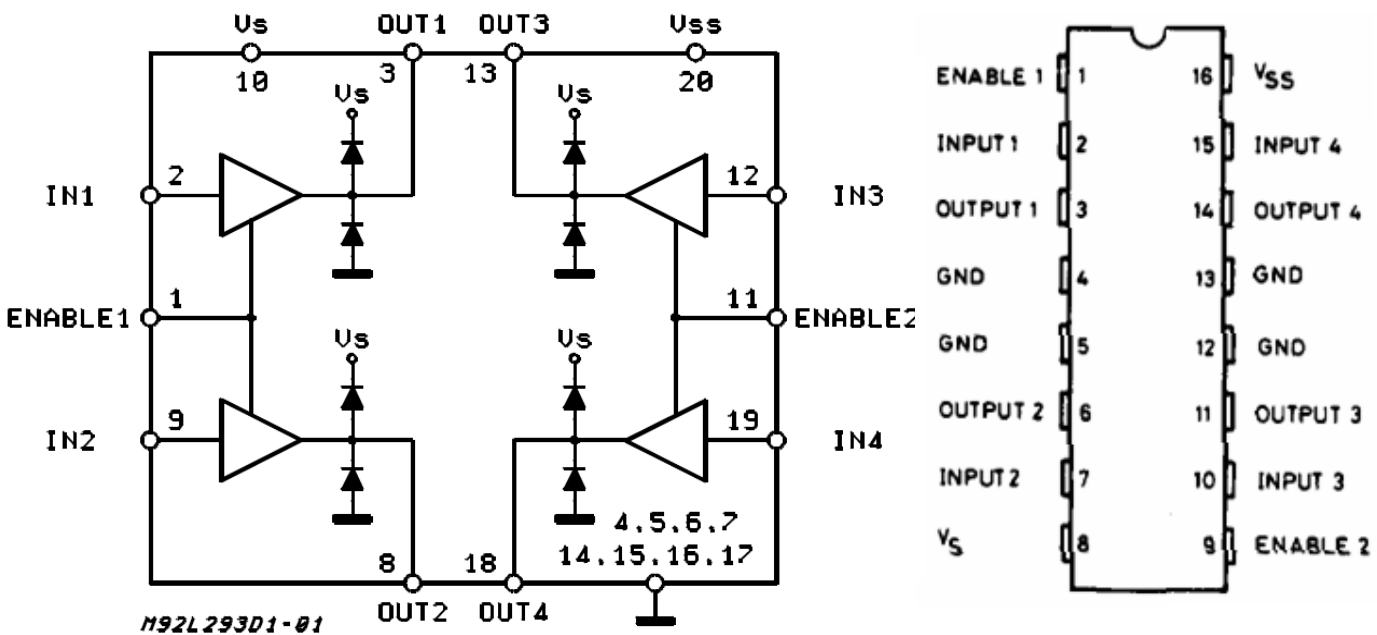 Vs OUT1 OUT3 Vss
10 3 13 20
Vs Vs
IN1 2 12 IN3
ENABLE1 1 11 ENABLE2
Vs Vs
IN2 9 19 IN4
4.5.6.7
8 18 14.15.16.17
OUT2 OUT4
M92L293D1-01
ENABLE 1 1 16 VSS
INPUT 1 2 15 INPUT 4
OUTPUT 1 3 14 OUTPUT 4
GND 4 13 GND
GND 5 12 GND
OUTPUT 2 6 11 OUTPUT 3
INPUT 2 7 10 INPUT 3
VS 8 9 ENABLE 2